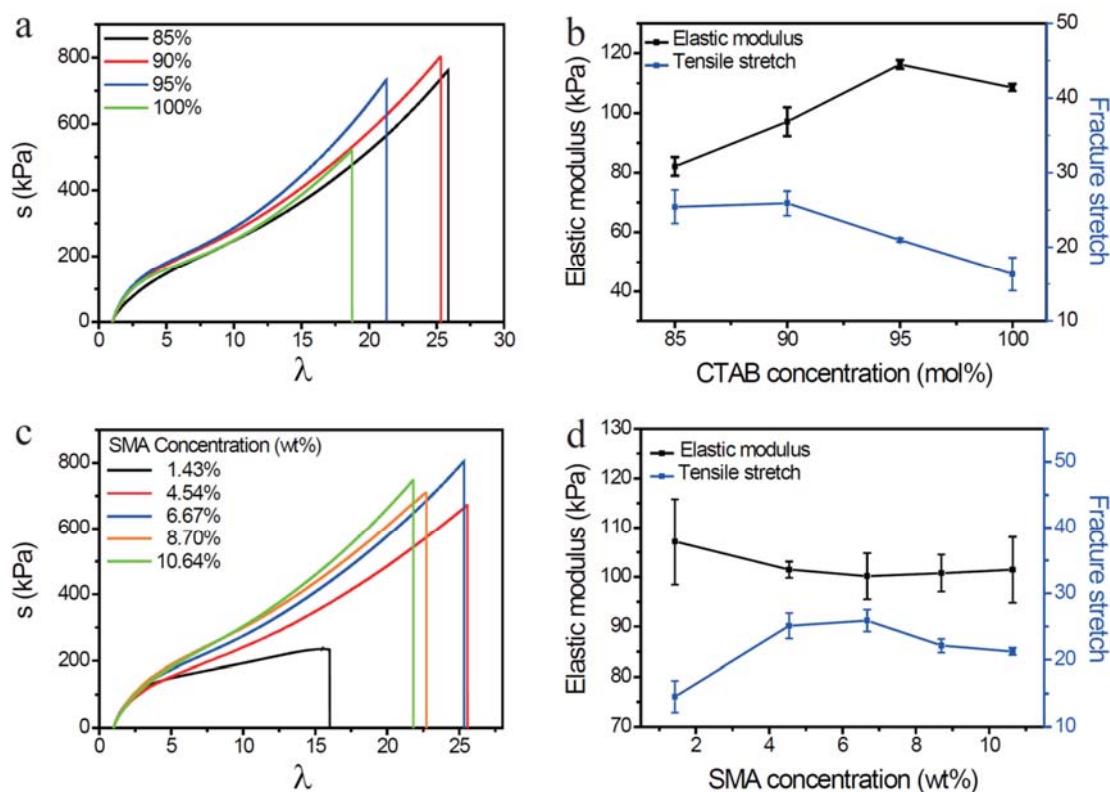 a
85%
90%
95%
100%
800
600
400
200
0
s (kPa)
0 5 10 15 20 25 30
λ
b
Elastic modulus
Tensile stretch
120
100
80
60
40
Elastic modulus (kPa)
50
40
30
20
10
Fracture stretch
85 90 95 100
CTAB concentration (mol%)
c
SMA Concentration (wt%)
1.43%
4.54%
6.67%
8.70%
10.64%
800
600
400
200
0
s (kPa)
0 5 10 15 20 25
λ
d
Elastic modulus
Tensile stretch
130
120
110
100
90
80
70
Elastic modulus (kPa)
50
40
30
20
10
Fracture stretch
2 4 6 8 10
SMA concentration (wt%)